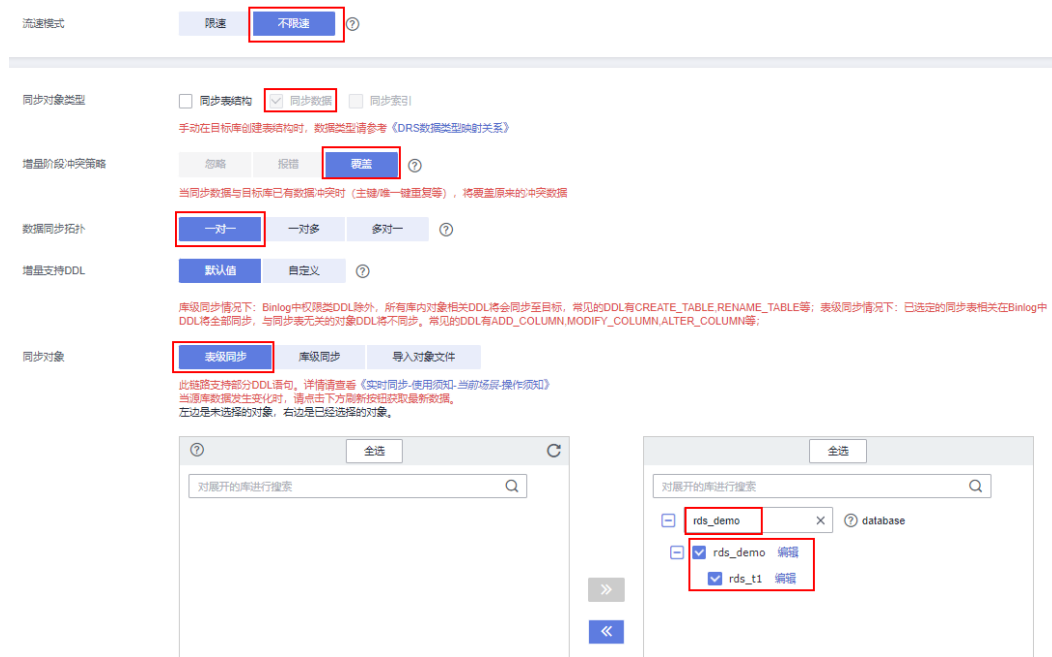 流速模式 限速 不限速
同步对象类型 同步表结构 同步数据 同步索引
手动在目标库创建表结构时，数据类型请参考《DRS数据类型映射关系》
增量阶段冲突策略 忽略 报错 覆盖
当同步数据与目标库已有数据冲突时（主键/唯一键重复等），将覆盖原来的冲突数据
数据同步拓扑 一对一 一对多 多对一
增量支持DDL 默认值 自定义
库级同步情况下：Binlog中权限类DDL除外，所有库内对象相关DDL将会同步至目标，常见的DDL有CREATE_TABLE,RENAME_TABLE等；表级同步情况下：已选定的同步表相关在Binlog中
DDL将全部同步，与同步表无关的对象DDL将不同步。常见的DDL有ADD_COLUMN,MODIFY_COLUMN,ALTER_COLUMN等；
同步对象 表级同步 库级同步 导入对象文件
此链路支持部分DDL语句。详情请查看《实时同步-使用须知-当前场景-操作须知》
当源库数据发生变化时，请点击下方刷新按钮获取最新数据。
左边是未选择的对象，右边是已经选择的对象。
全选
对展开的库进行搜索
全选
对展开的库进行搜索
rds_demo database
rds_demo 编辑
rds_t1 编辑